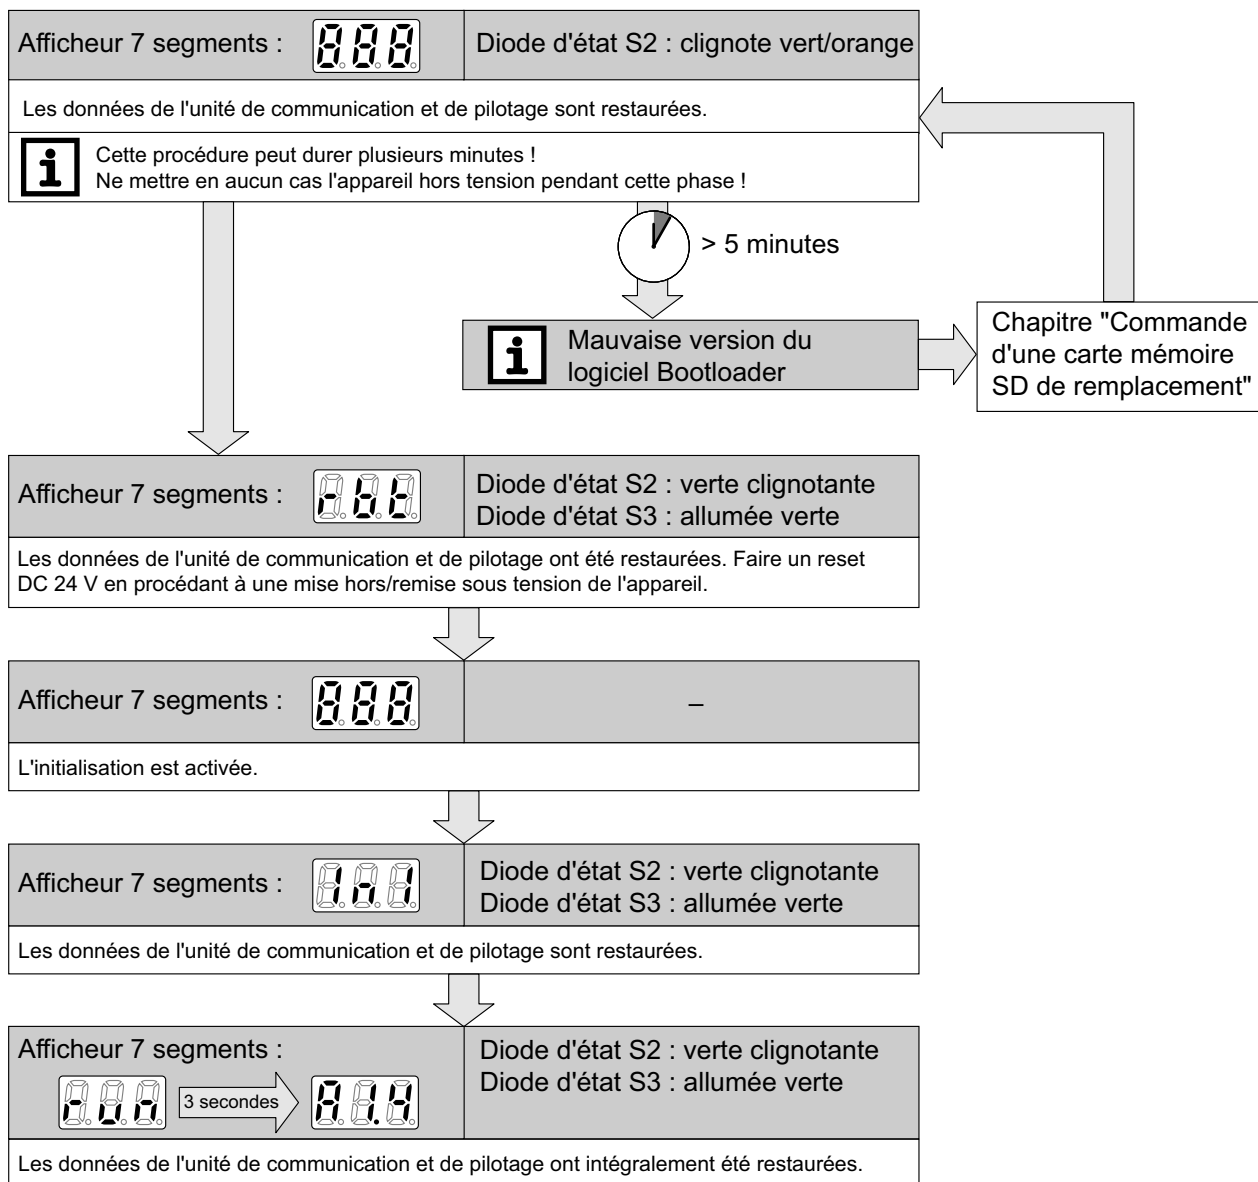 Afficheur 7 segments : 888
Diode d'état S2 : clignote vert/orange
Les données de l'unité de communication et de pilotage sont restaurées.
i
Cette procédure peut durer plusieurs minutes !
Ne mettre en aucun cas l'appareil hors tension pendant cette phase !
> 5 minutes
i
Mauvaise version du
logiciel Bootloader
Chapitre "Commande
d'une carte mémoire
SD de remplacement"
Afficheur 7 segments : rbt
Diode d'état S2 : verte clignotante
Diode d'état S3 : allumée verte
Les données de l'unité de communication et de pilotage ont été restaurées. Faire un reset
DC 24 V en procédant à une mise hors/remise sous tension de l'appareil.
Afficheur 7 segments : 888
–
L'initialisation est activée.
Afficheur 7 segments : 1n1
Diode d'état S2 : verte clignotante
Diode d'état S3 : allumée verte
Les données de l'unité de communication et de pilotage sont restaurées.
Afficheur 7 segments :
run
3 secondes
A1.4
Diode d'état S2 : verte clignotante
Diode d'état S3 : allumée verte
Les données de l'unité de communication et de pilotage ont intégralement été restaurées.